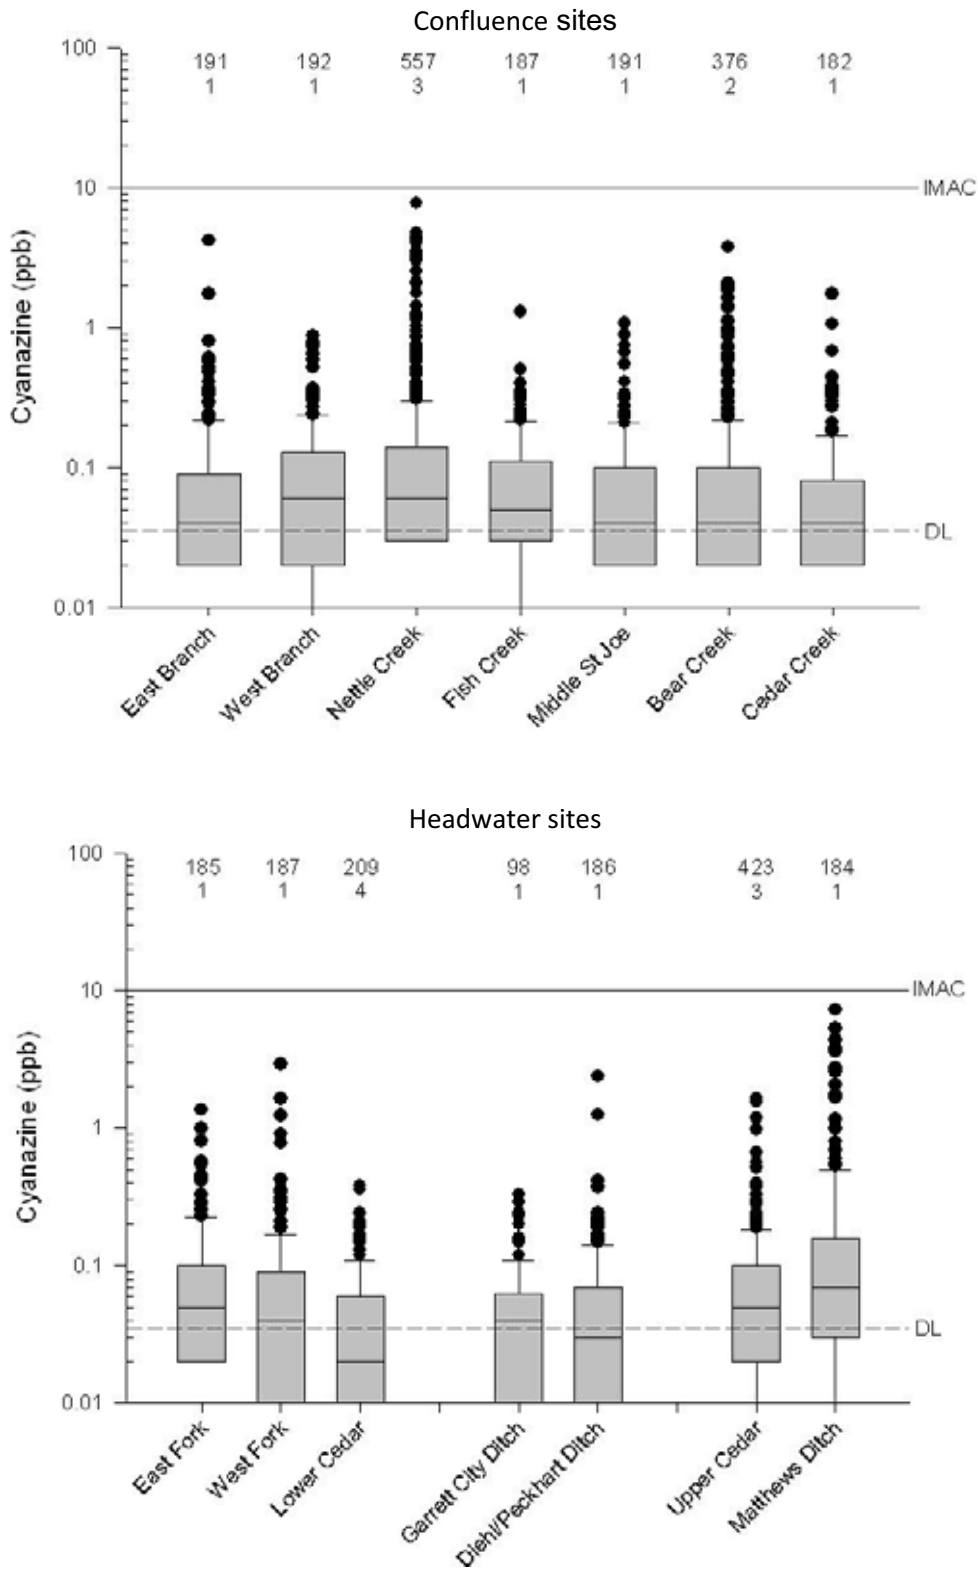 Confluence sites
100
191 192 557 187 191 376 182
1 1 3 1 1 2 1
10
IMAC
Cyanazine (ppb)
1
0.1
DL
0.01
East Branch
West Branch
Nettle Creek
Fish Creek
Middle St Joe
Bear Creek
Cedar Creek
Headwater sites
100
185 187 209 98 186 423 184
1 1 4 1 1 3 1
10
IMAC
Cyanazine (ppb)
1
0.1
DL
0.01
East Fork
West Fork
Lower Cedar
Garrett City Ditch
Diehl/Peckhart Ditch
Upper Cedar
Matthews Ditch